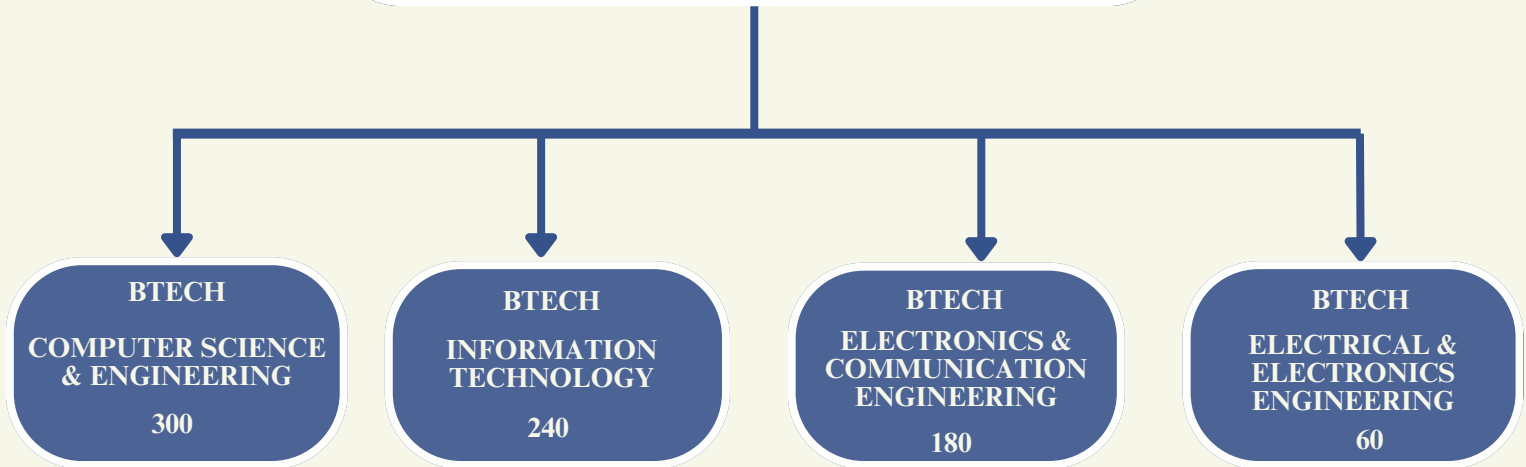 BTECH
COMPUTER SCIENCE
& ENGINEERING
300
BTECH
INFORMATION
TECHNOLOGY
240
BTECH
ELECTRONICS &
COMMUNICATION
ENGINEERING
180
BTECH
ELECTRICAL &
ELECTRONICS
ENGINEERING
60